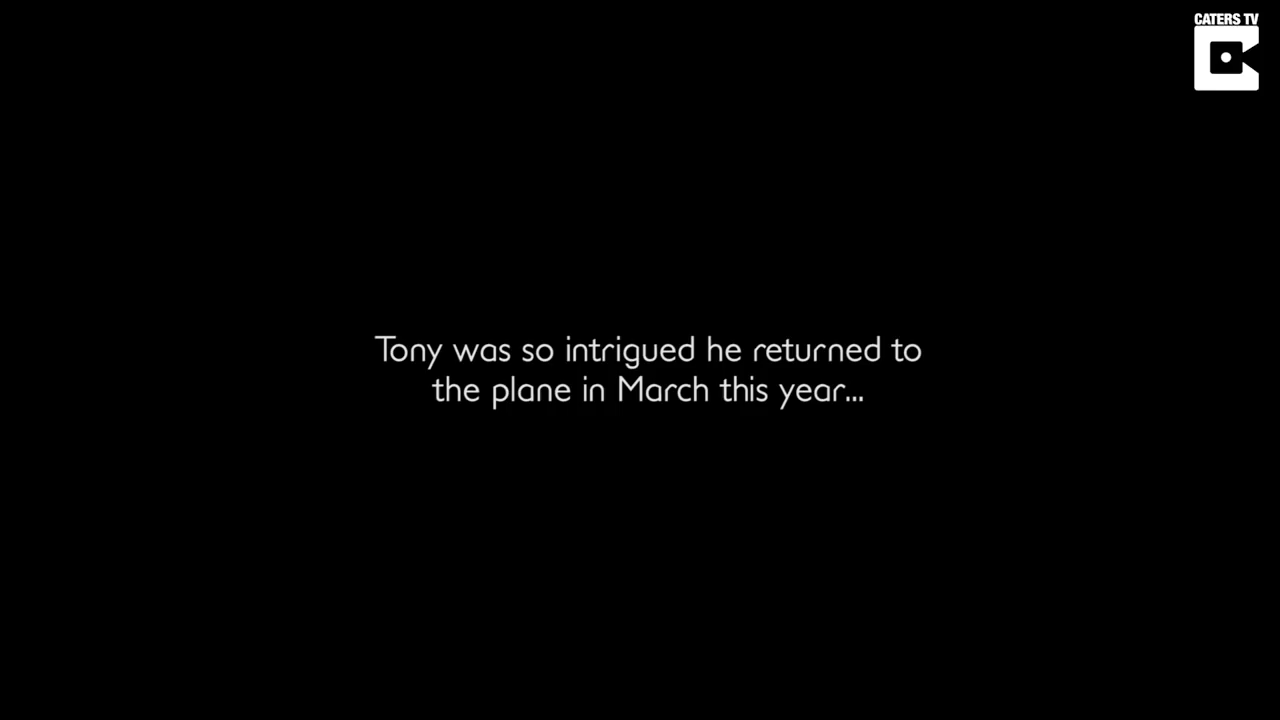 CATERS TV
Tony was so intrigued he returned to
the plane in March this year...